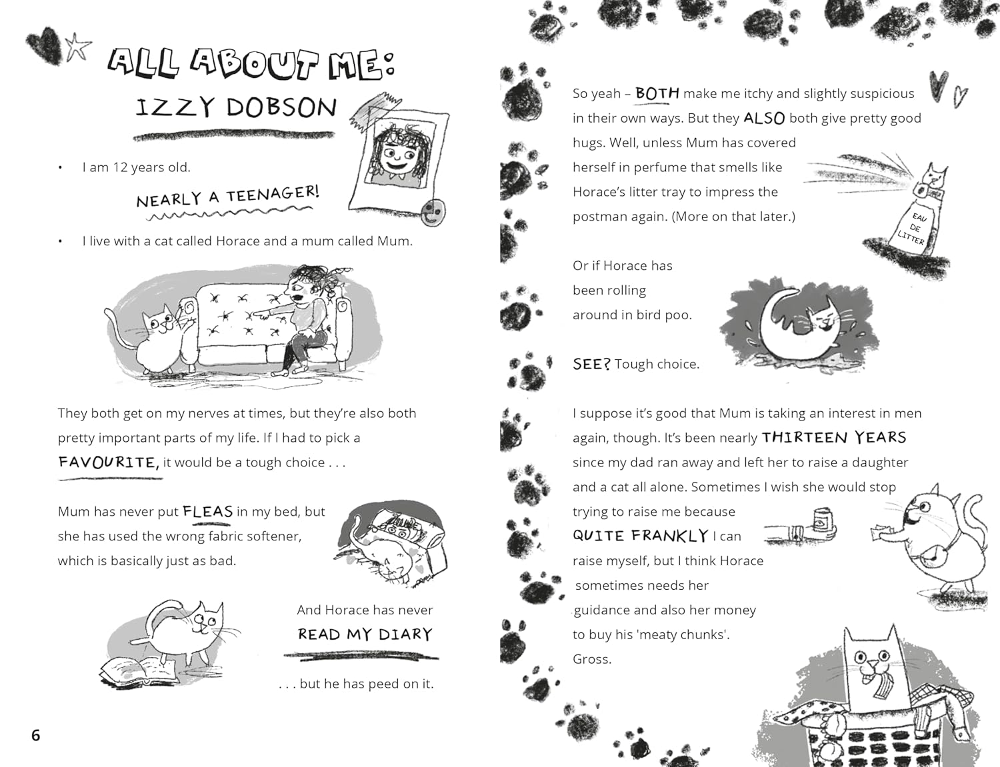 ALL ABOUT ME:
IZZY DOBSON
• I am 12 years old.
NEARLY A TEENAGER!
• I live with a cat called Horace and a mum called Mum.
They both get on my nerves at times, but they’re also both
pretty important parts of my life. If I had to pick a
FAVOURITE, it would be a tough choice . . .
Mum has never put FLEAS in my bed, but
she has used the wrong fabric softener,
which is basically just as bad.
And Horace has never
READ MY DIARY
. . . but he has peed on it.
6
So yeah – BOTH make me itchy and slightly suspicious
in their own ways. But they ALSO both give pretty good
hugs. Well, unless Mum has covered
herself in perfume that smells like
Horace’s litter tray to impress the
postman again. (More on that later.)
EAU
DE
LITTER
Or if Horace has
been rolling
around in bird poo.
SEE? Tough choice.
I suppose it’s good that Mum is taking an interest in men
again, though. It’s been nearly THIRTEEN YEARS
since my dad ran away and left her to raise a daughter
and a cat all alone. Sometimes I wish she would stop
trying to raise me because
QUITE FRANKLY I can
raise myself, but I think Horace
sometimes needs her
guidance and also her money
to buy his 'meaty chunks'.
Gross.